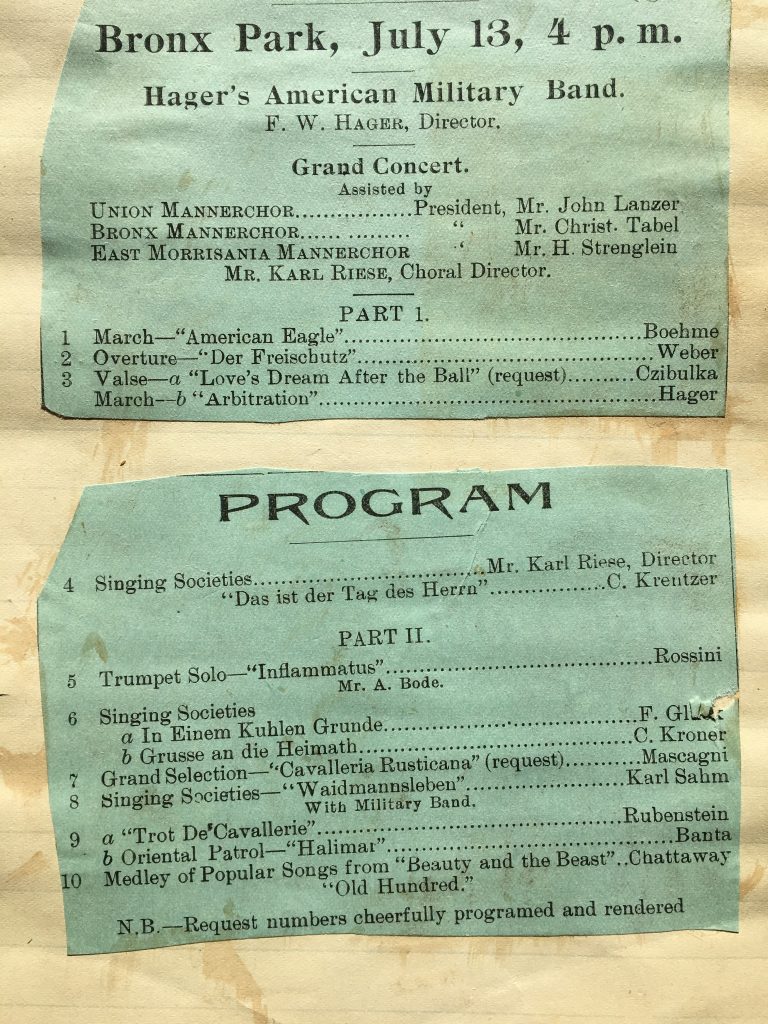 Bronx Park, July 13, 4 p. m.
Hager's American Military Band.
F. W. HAGER, Director.
Grand Concert.
Assisted by
UNION MANNERCHOR................President, Mr. John Lanzer
BRONX MANNERCHOR...... ......... “ Mr. Christ. Tabel
EAST MORRISANIA MANNERCHOR ‘ Mr. H. Strenglein
MR. KARL RIESE, Choral Director.
PART I.
1 March—“American Eagle”..........................................Boehme
2 Overture—“Der Freischutz”..........................................Weber
3 Valse—a “Love's Dream After the Ball” (request)..........Czibulka
March—b “Arbitration”..................................................Hager
PROGRAM
4 Singing Societies..................................Mr. Karl Riese, Director
“Das ist der Tag des Herrn”.................C. Kreutzer
PART II.
5 Trumpet Solo—“Inflammatus”.......................................Rossini
Mr. A. Bode.
6 Singing Societies
a In Einem Kuhlen Grunde.....................................F.
b Grusse an die Heimath.........................................C. Kroner
7 Grand Selection—“Cavalleria Rusticana” (request)...........Mascagni
8 Singing Societies—“Waidmannsleben”........................Karl Sahm
With Military Band.
9 a “Trot De'Cavallerie”.............................................Rubenstein
b Oriental Patrol—“Halimar”..........................................Banta
10 Medley of Popular Songs from “Beauty and the Beast”..Chattaway
“Old Hundred.”
N.B.—Request numbers cheerfully programed and rendered